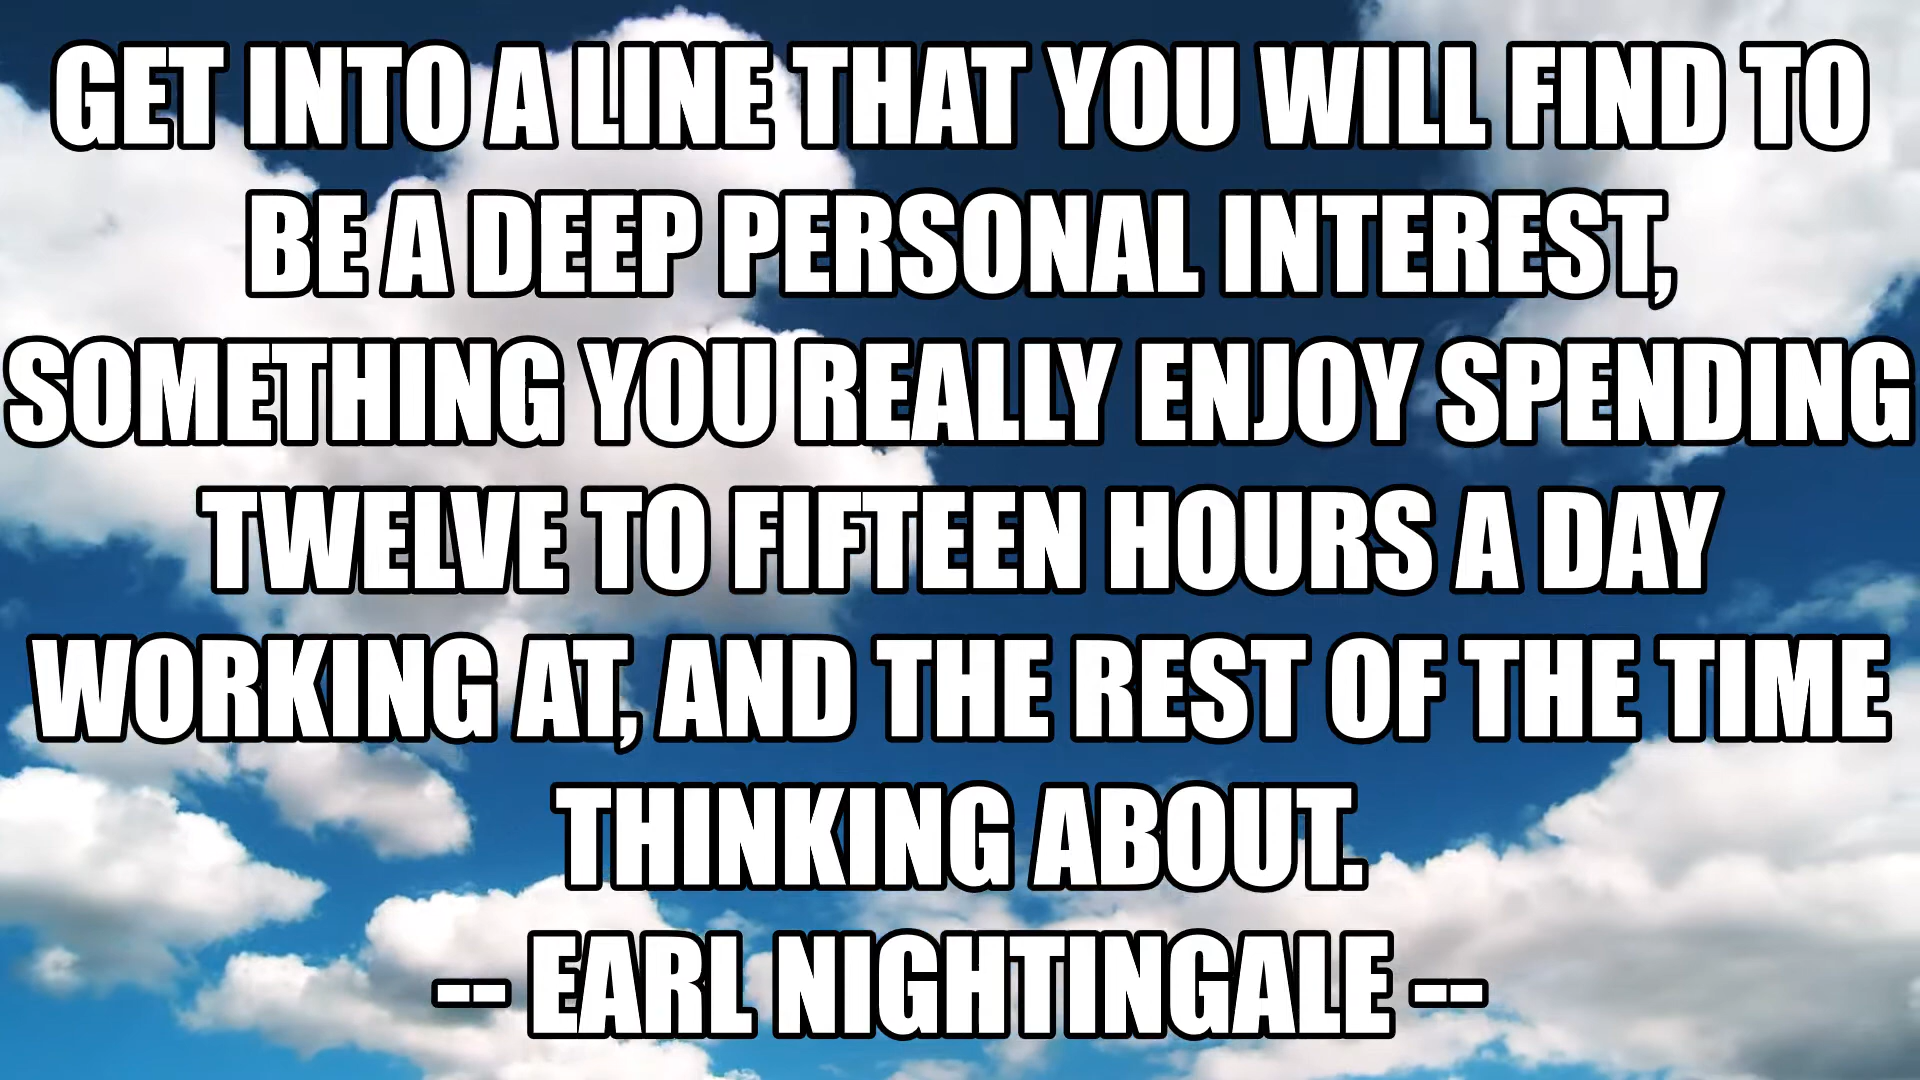 GET INTO A LINE THAT YOU WILL FIND TO
BE A DEEP PERSONAL INTEREST,
SOMETHING YOU REALLY ENJOY SPENDING
TWELVE TO FIFTEEN HOURS A DAY
WORKING AT, AND THE REST OF THE TIME
THINKING ABOUT.
-- EARL NIGHTINGALE --